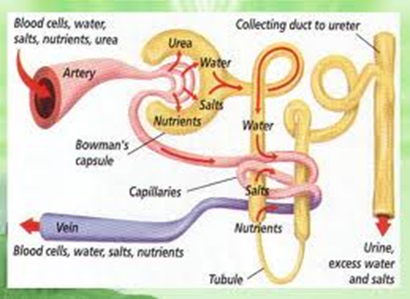 Blood cells, water,
salts, nutrients, urea
Collecting duct to ureter
Urea
Water
Artery
Salts
Nutrients
Water
Bowman's
capsule
Capillaries
Salts
Vein
Nutrients
Blood cells, water, salts, nutrients
Urine,
excess water
and salts
Tubule